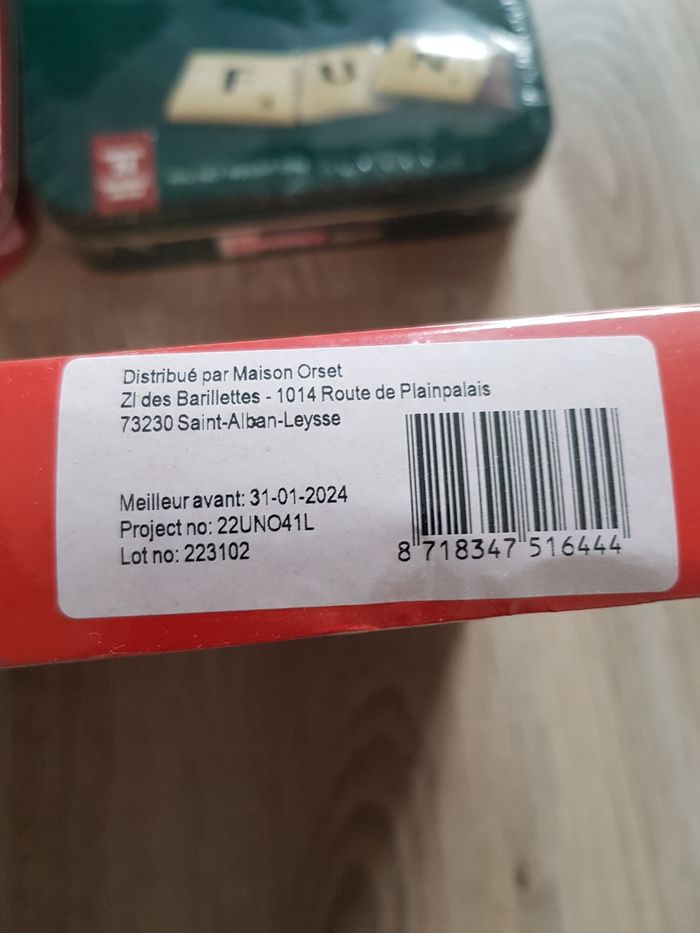 FUN
Distribué par Maison Orset
ZI des Barillettes - 1014 Route de Plainpalais
73230 Saint-Alban-Leysse
Meilleur avant: 31-01-2024
Project no: 22UNO41L
Lot no: 223102
8 718347 516444